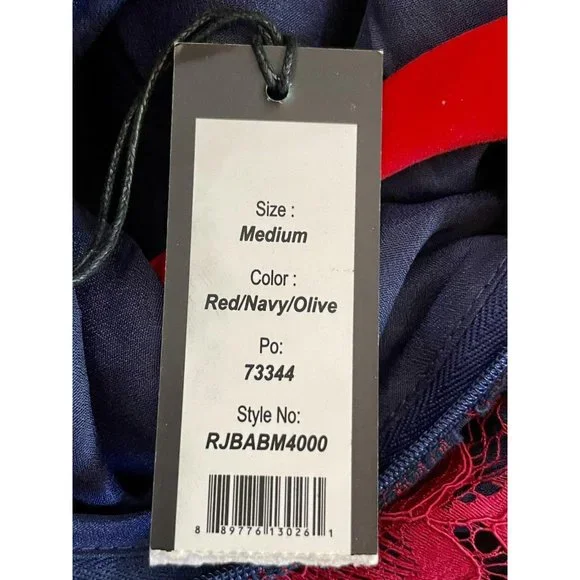 Size :
Medium
Color :
Red/Navy/Olive
Po:
73344
Style No:
RJBABM4000
8 89776 13026 1